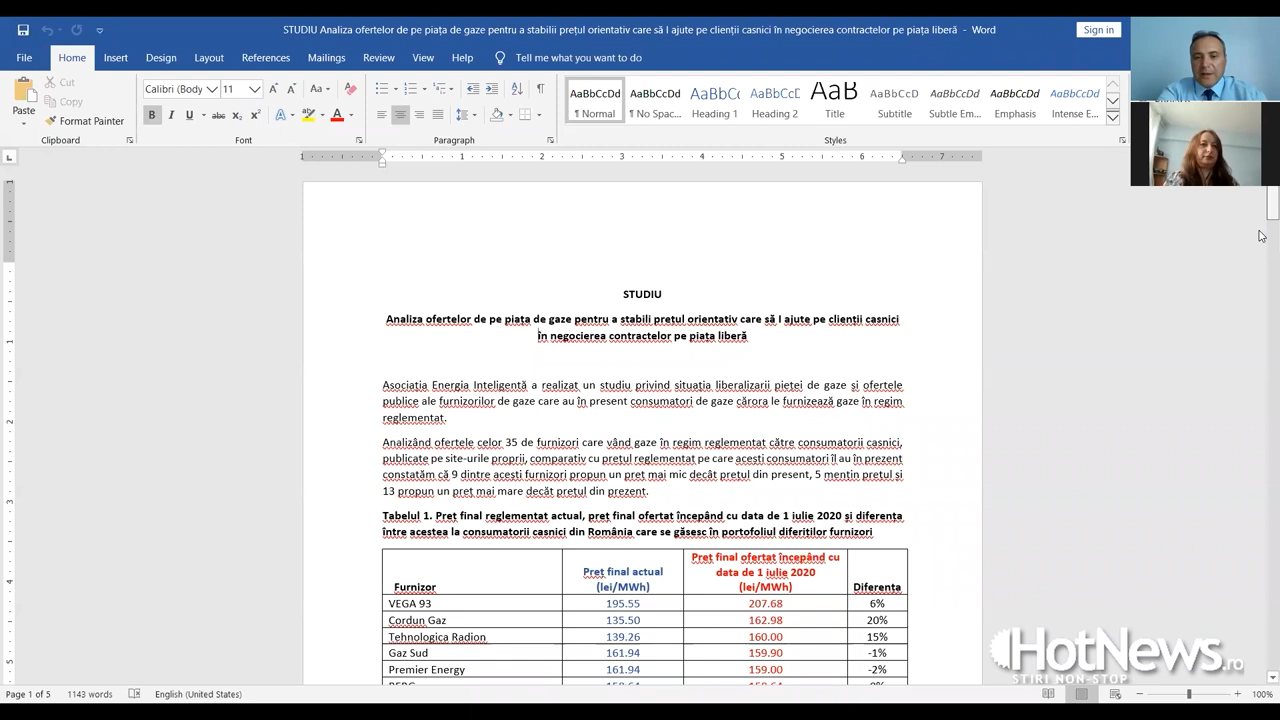 STUDIU Analiza ofertelor de pe piața de gaze pentru a stabilii prețul orientativ care să I ajute pe clienții casnici în negocierea contractelor pe piața liberă - Word
Sign in
File Home Insert Design Layout References Mailings Review View Help Tell me what you want to do
Paste
Cut
Copy
Format Painter
Calibri (Body
11
Clipboard
Font
Paragraph
Styles
AaBbCcDd
¶ Normal
AaBbCcDd
¶ No Spac...
AaBbCc
Heading 1
AaBbCcE
Heading 2
AaB
Title
AaBbCcD
Subtitle
AaBbCcDd
Subtle Em...
AaBbCcDd
Emphasis
AaBbCcDd
Intense E...
STUDIU
Analiza ofertelor de pe piața de gaze pentru a stabili prețul orientativ care să I ajute pe clienții casnici
în negocierea contractelor pe piața liberă
Asociația Energia Inteligentă a realizat un studiu privind situația liberalizarii pieței de gaze și ofertele
publice ale furnizorilor de gaze care au în present consumatori de gaze cărora le furnizează gaze în regim
reglementat.
Analizând ofertele celor 35 de furnizori care vând gaze în regim reglementat către consumatorii casnici,
publicate pe site-urile proprii, comparativ cu prețul reglementat pe care acesti consumatori îl au în prezent
constatăm că 9 dintre acești furnizori propun un preț mai mic decât prețul din present, 5 mentin prețul și
13 propun un preț mai mare decăt prețul din prezent.
Tabelul 1. Preț final reglementat actual, preț final ofertat începând cu data de 1 iulie 2020 și diferența
între acestea la consumatorii casnici din România care se găsesc în portofoliul diferiților furnizori
Furnizor
Preț final actual
(lei/MWh)
Preț final ofertat începând cu
data de 1 iulie 2020
(lei/MWh)
Diferența
VEGA 93 195.55 207.68 6%
Cordun Gaz 135.50 162.98 20%
Tehnologica Radion 139.26 160.00 15%
Gaz Sud 161.94 159.90 -1%
Premier Energy 161.94 159.00 -2%
HotNews.ro
STIRI NON-STOP
Page 1 of 5 1143 words English (United States) 100%